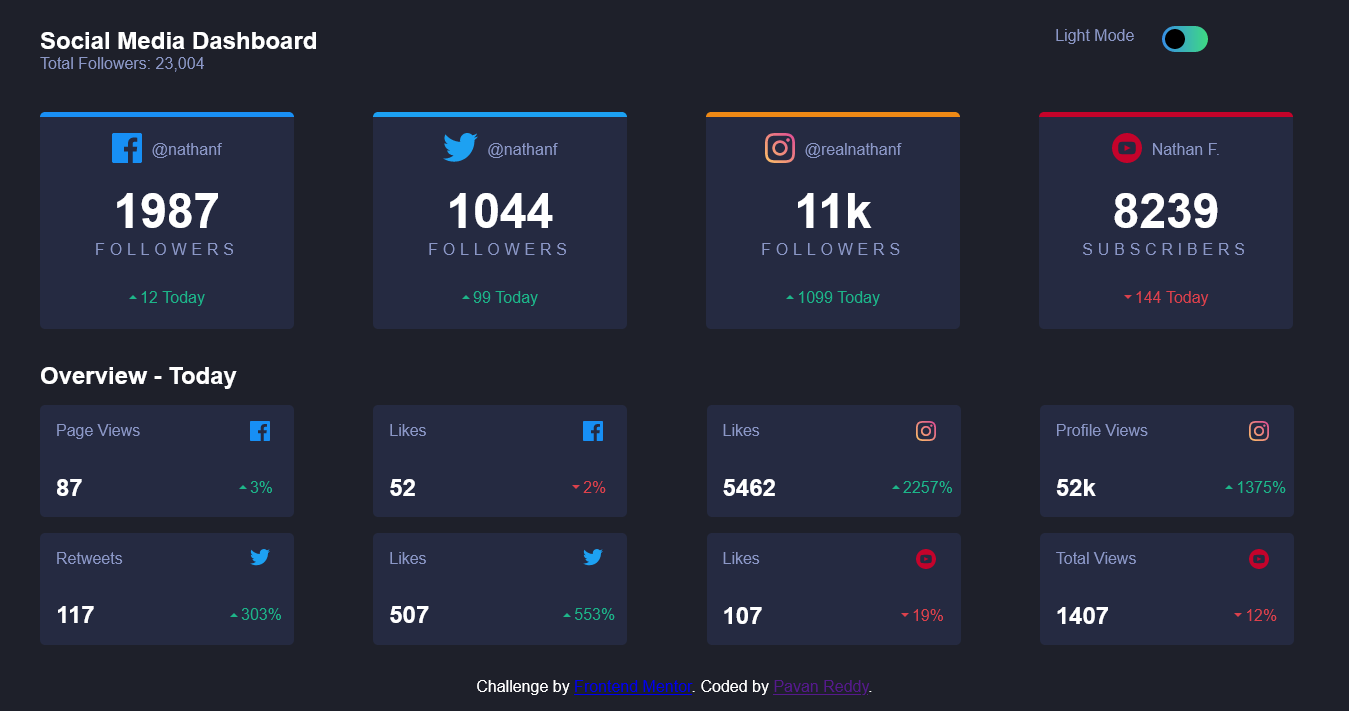 Social Media Dashboard
Total Followers: 23,004
Light Mode
@nathanf
1987
FOLLOWERS
12 Today
@nathanf
1044
FOLLOWERS
99 Today
@realnathanf
11k
FOLLOWERS
1099 Today
Nathan F.
8239
SUBSCRIBERS
144 Today
Overview - Today
Page Views
87
3%
Likes
52
2%
Likes
5462
2257%
Profile Views
52k
1375%
Retweets
117
303%
Likes
507
553%
Likes
107
19%
Total Views
1407
12%
Challenge by Frontend Mentor. Coded by Pavan Reddy.